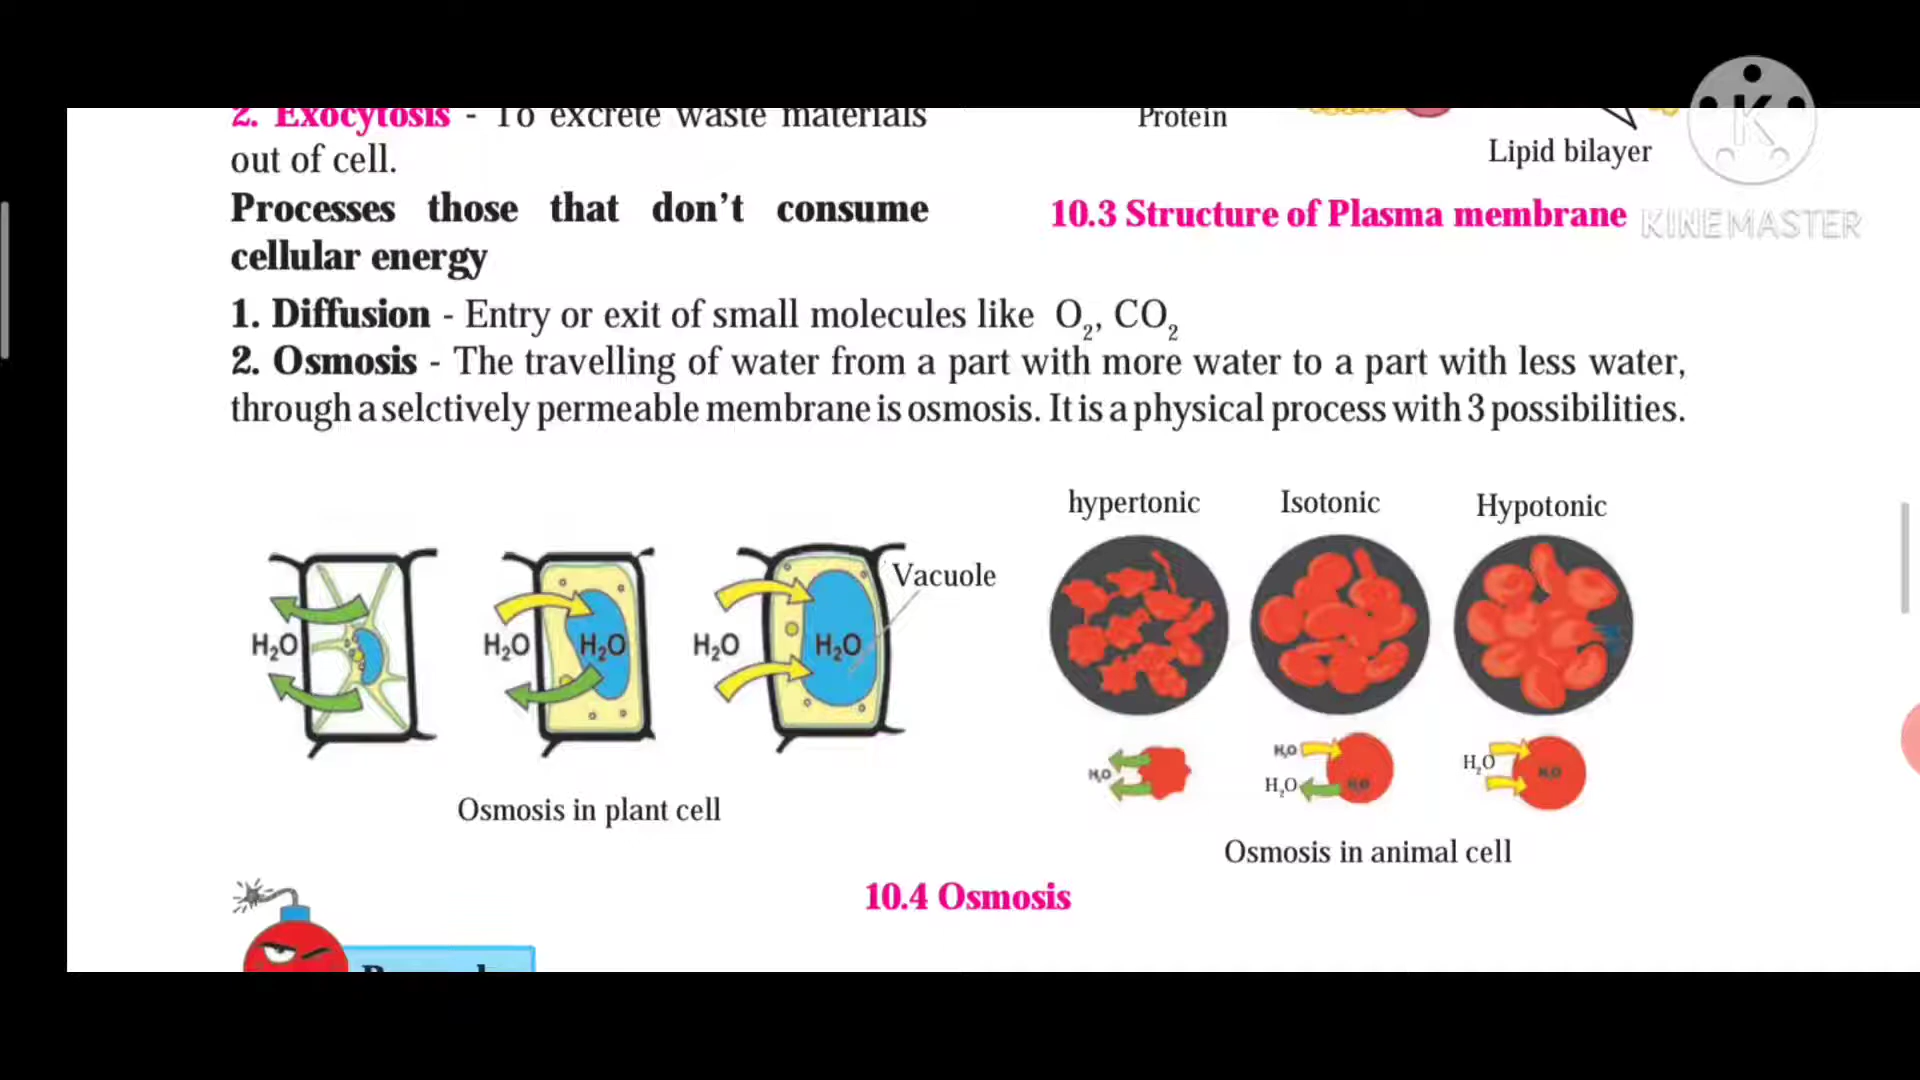 2. Exocytosis - To excrete waste materials
out of cell.
Processes those that don’t consume
cellular energy
Protein
Lipid bilayer
10.3 Structure of Plasma membrane
K
KINEMASTER
1. Diffusion - Entry or exit of small molecules like O₂, CO₂
2. Osmosis - The travelling of water from a part with more water to a part with less water,
through a selctively permeable membrane is osmosis. It is a physical process with 3 possibilities.
H₂O
H₂O H₂O
H₂O H₂O
Vacuole
Osmosis in plant cell
hypertonic Isotonic Hypotonic
H₂O
H₂O
H₂O H₂O
H₂O H₂O
Osmosis in animal cell
10.4 Osmosis